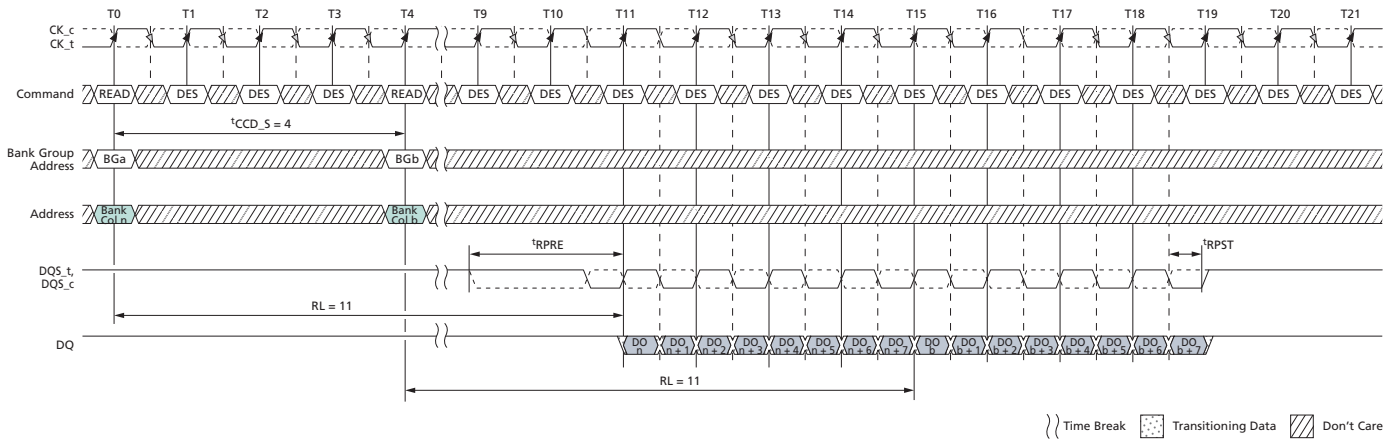 T0 T1 T2 T3 T4 T9 T10 T11 T12 T13 T14 T15 T16 T17 T18 T19 T20 T21
CK_c
CK_t
Command READ DES DES DES READ DES DES DES DES DES DES DES DES DES DES DES DES DES
tCCD_S = 4
Bank Group
Address
BGa BGb
Address
Bank
Col n
Bank
Col b
tRPRE tRPST
DQS_t,
DQS_c
RL = 11
DQ
DO
n
DO
n + 1
DO
n + 2
DO
n + 3
DO
n + 4
DO
n + 5
DO
n + 6
DO
n + 7
DO
b
DO
b + 1
DO
b + 2
DO
b + 3
DO
b + 4
DO
b + 5
DO
b + 6
DO
b + 7
RL = 11
Time Break Transitioning Data Don't Care